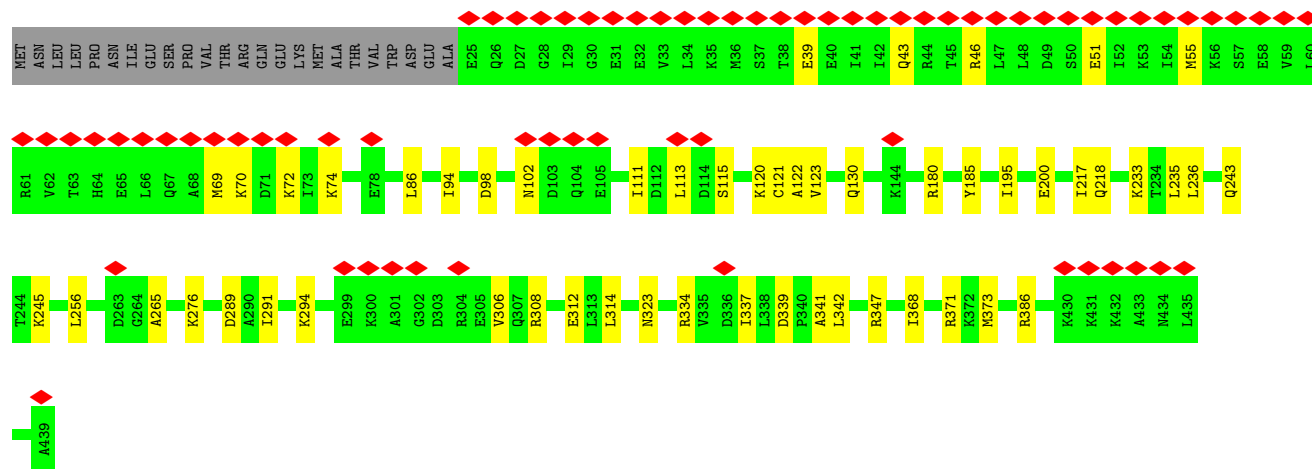 MET ASN LEU LEU PRO ASN ILE GLU SER PRO VAL THR ARG GLN GLU LYS MET ALA THR VAL TRP ASP GLU ALA E25 Q26 D27 G28 I29 G30 E31 E32 V33 L34 K35 M36 S37 T38 E39 E40 I41 I42 Q43 R44 T45 R46 L47 L48 D49 S50 E51 I52 K53 I54 M55 K56 S57 E58 V59 L60
R61 V62 T63 H64 E65 L66 Q67 A68 M69 K70 D71 K72 I73 K74 E78 L86 I94 D98 N102 D103 Q104 E105 I111 D112 L113 D114 S115 K120 C121 A122 V123 Q130 K144 R180 Y185 I195 E200 I217 Q218 K233 T234 L235 L236 Q243
T244 K245 L256 D263 G264 A265 K276 D289 A290 I291 K294 E299 K300 A301 G302 D303 R304 E305 V306 Q307 R308 E312 L313 L314 N323 R334 V335 D336 I337 L338 D339 P340 A341 L342 R347 I368 R371 K372 M373 R386 K430 K431 K432 A433 N434 L435
A439